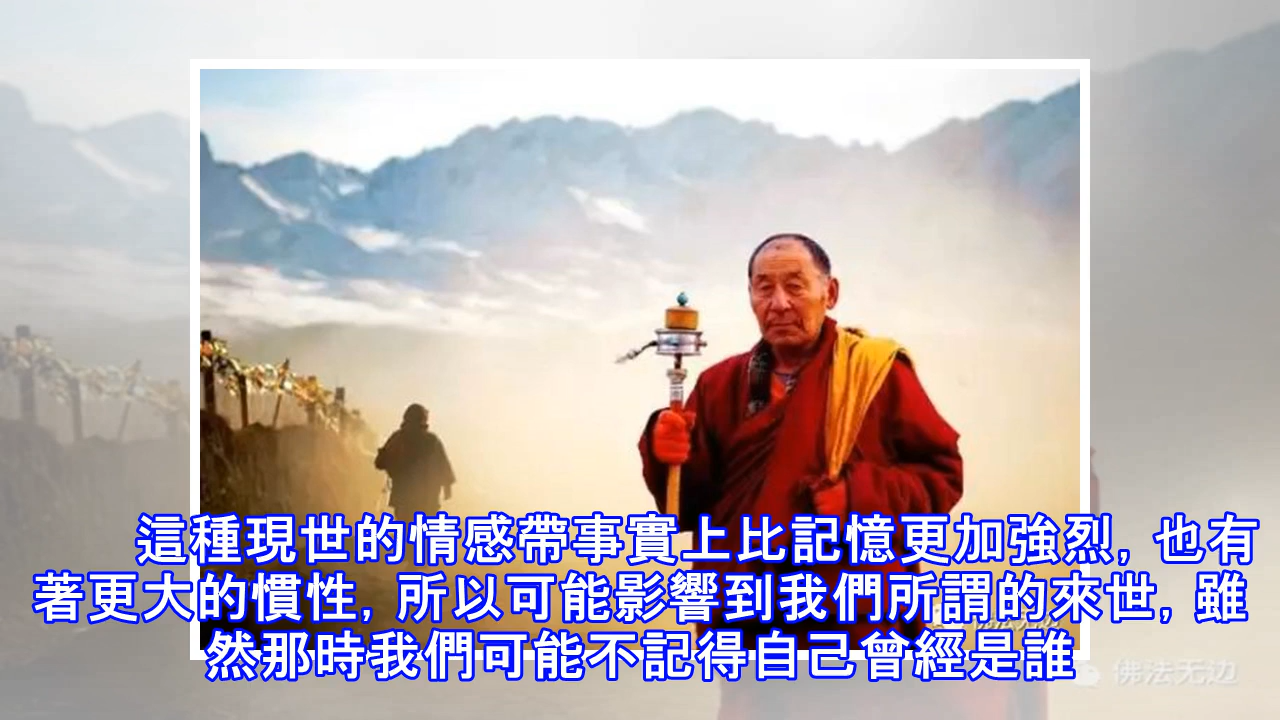 這種現世的情感帶事實上比記憶更加強烈, 也有
著更大的慣性, 所以可能影響到我們所謂的來世, 雖
然那時我們可能不記得自己曾經是誰
佛法无边